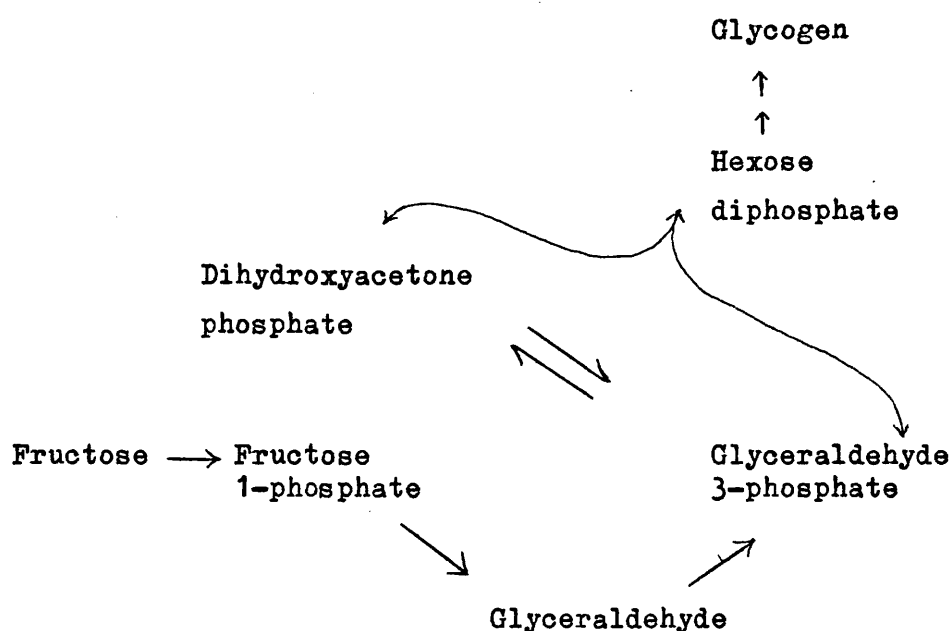 Glycogen
Hexose
diphosphate
Dihydroxyacetone
phosphate
Fructose → Fructose
1-phosphate
Glyceraldehyde
3-phosphate
Glyceraldehyde